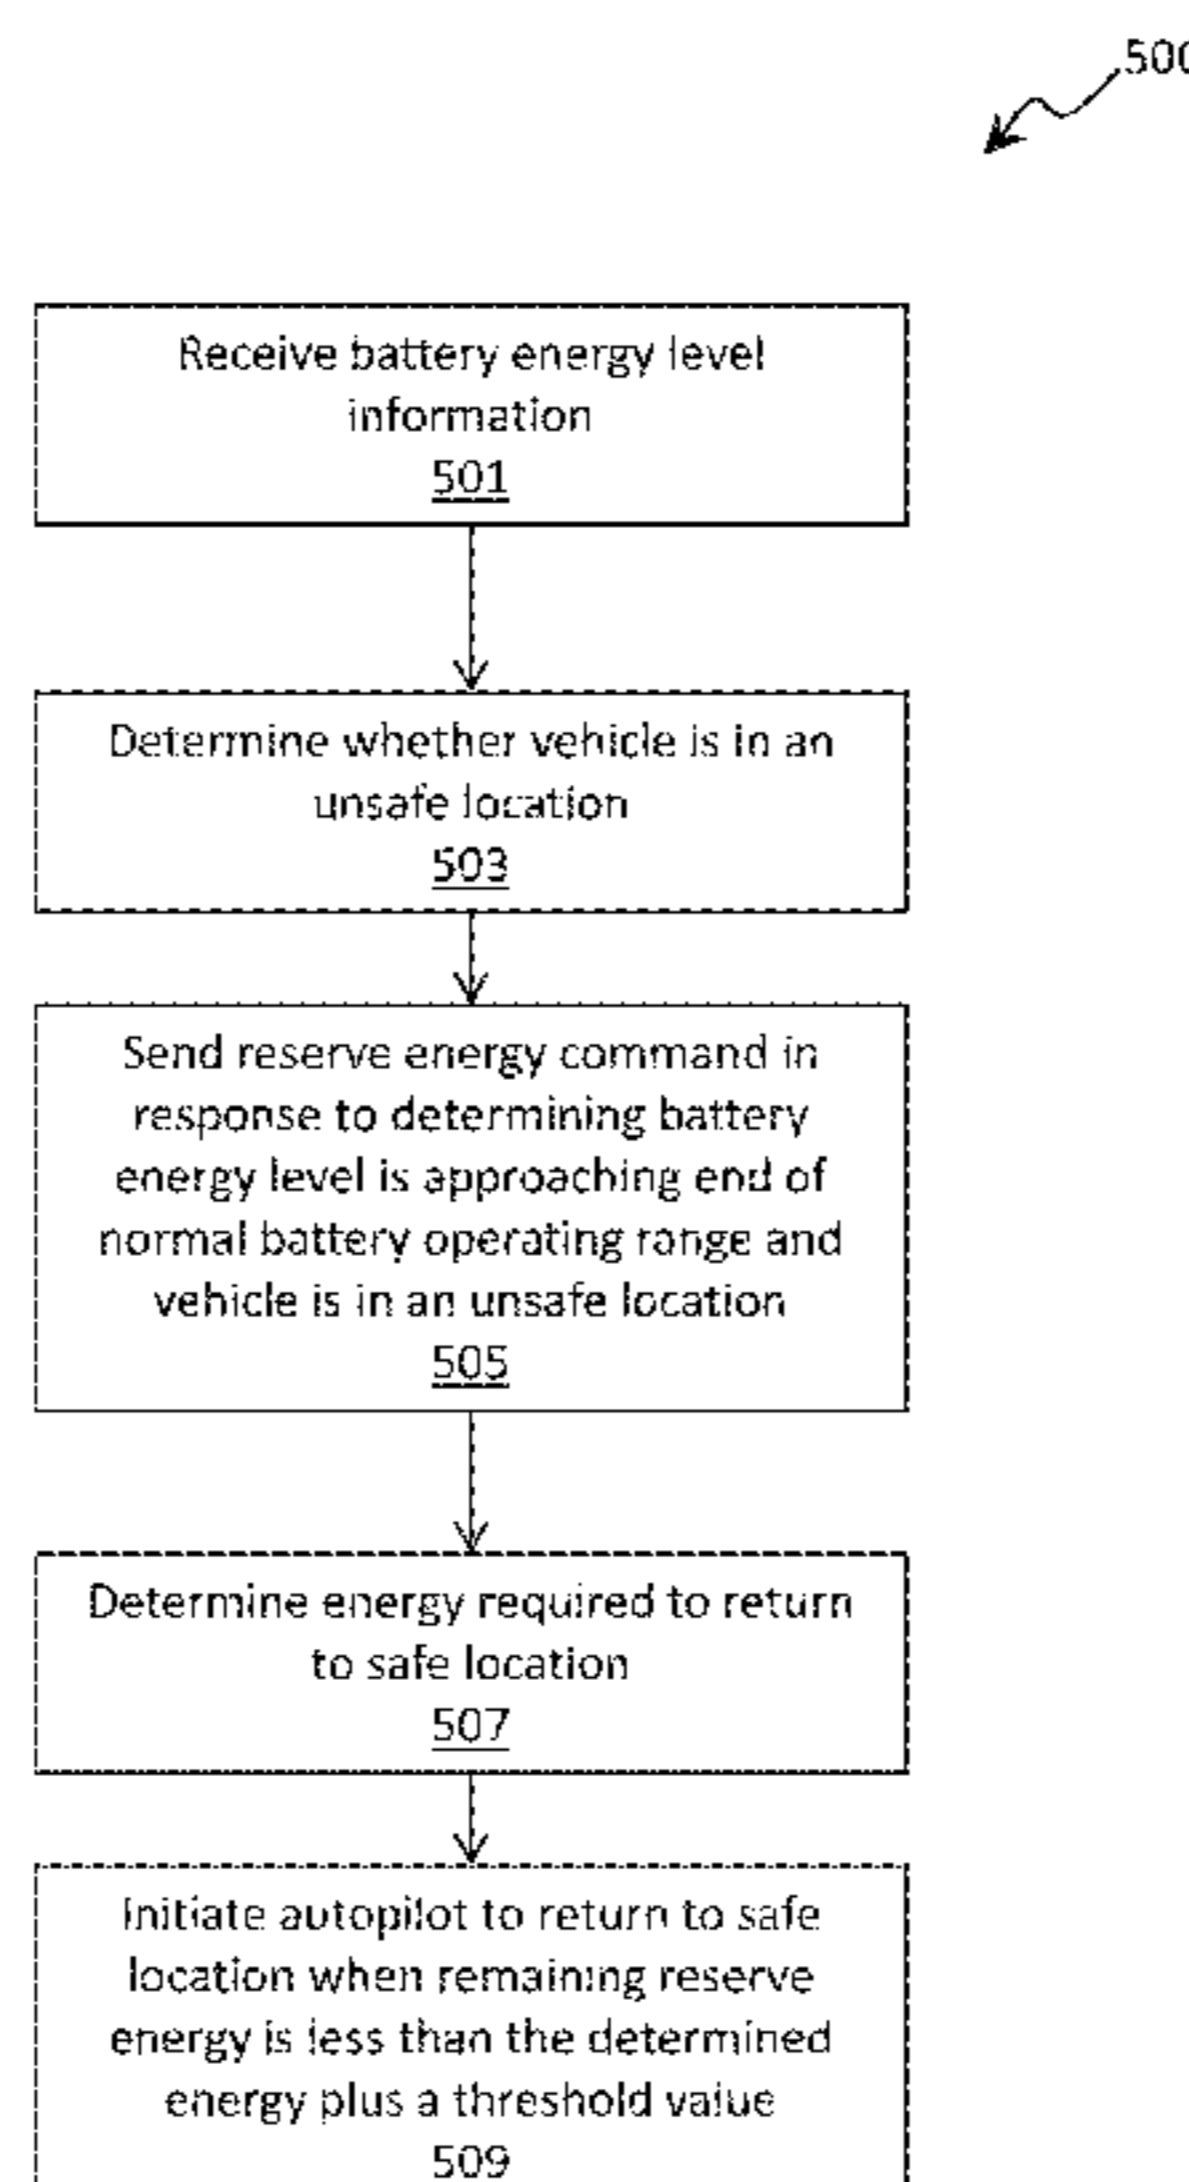 500
Receive battery energy level
information
501
Determine whether vehicle is in an
unsafe location
503
Send reserve energy command in
response to determining battery
energy level is approaching end of
normal battery operating range and
vehicle is in an unsafe location
505
Determine energy required to return
to safe location
507
Initiate autopilot to return to safe
location when remaining reserve
energy is less than the determined
energy plus a threshold value
509